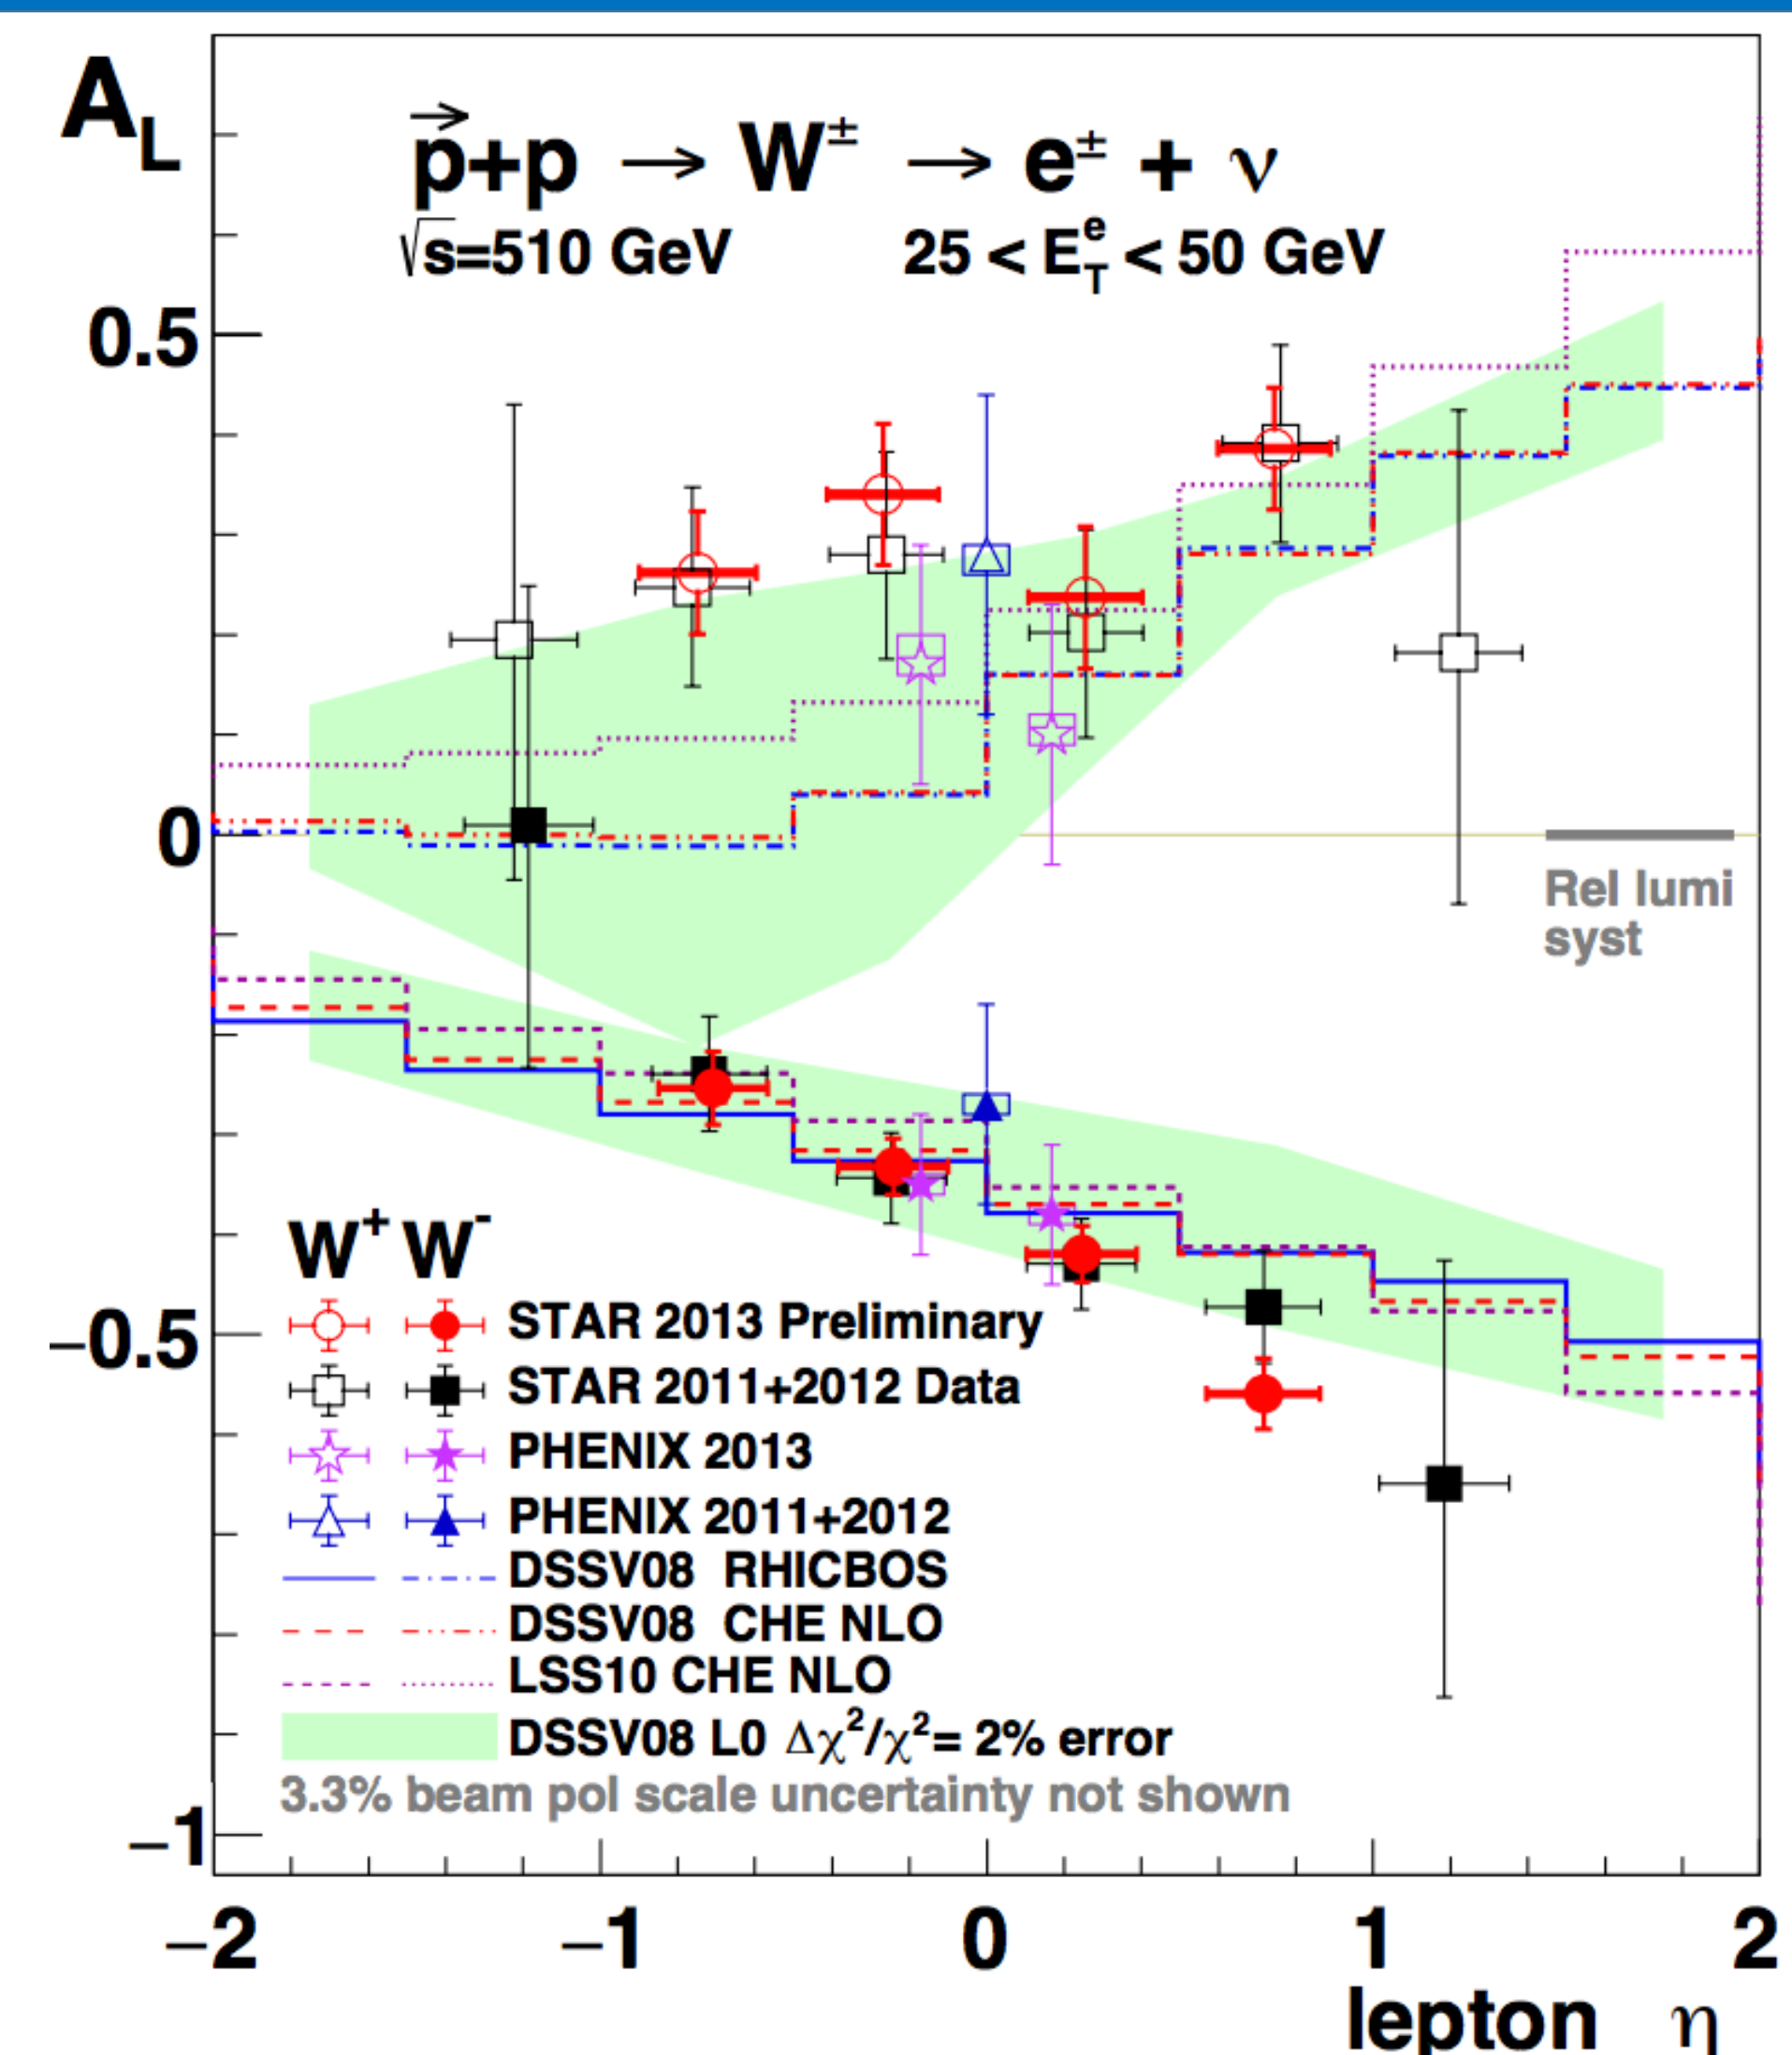 A_L
p⃗+p → W^± → e^± + ν
√s=510 GeV 25 < E_T^e < 50 GeV
0.5
0
Rel lumi
syst
W^+ W^-
−0.5
STAR 2013 Preliminary
STAR 2011+2012 Data
PHENIX 2013
PHENIX 2011+2012
DSSV08 RHICBOS
DSSV08 CHE NLO
LSS10 CHE NLO
DSSV08 L0 Δχ²/χ²= 2% error
3.3% beam pol scale uncertainty not shown
−1
−2 −1 0 1 2
lepton η